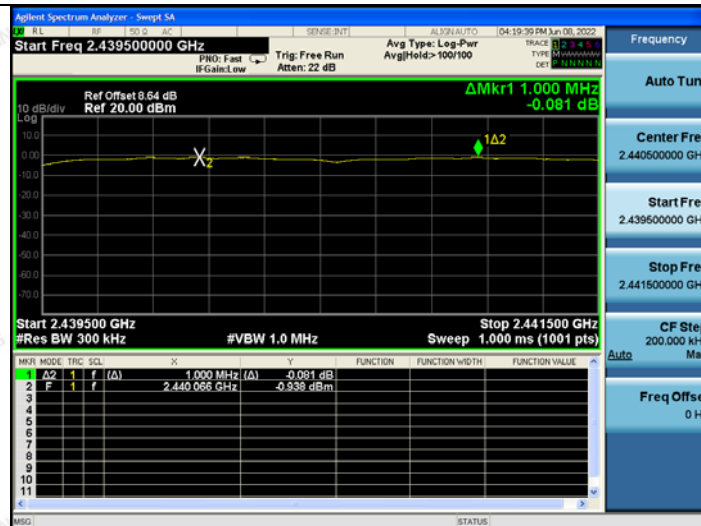 Agilent Spectrum Analyzer - Swept SA
RL RF 50 Ω AC SENSE:INT ALIGNAUTO 04:19:39 PM Jun 08, 2022
Start Freq 2.439500000 GHz
PNO: Fast
IFGain:Low
Trig: Free Run
Atten: 22 dB
Avg Type: Log-Pwr
Avg|Hold:>100/100
TRACE 1 2 3 4 5 6
TYPE MWWWWW
DET P N N N N N
Ref Offset 8.64 dB
Ref 20.00 dBm
ΔMkr1 1.000 MHz
-0.081 dB
10 dB/div
Log
10.0
0.00
-10.0
-20.0
-30.0
-40.0
-50.0
-60.0
-70.0
X2
1Δ2
Start 2.439500 GHz Stop 2.441500 GHz
#Res BW 300 kHz #VBW 1.0 MHz Sweep 1.000 ms (1001 pts)
MKR MODE TRC SCL X Y FUNCTION FUNCTION WIDTH FUNCTION VALUE
1 Δ2 1 f (Δ) 1.000 MHz (Δ) -0.081 dB
2 F 1 f 2.440 066 GHz -0.938 dBm
3
4
5
6
7
8
9
10
11
MSG STATUS
Frequency
Auto Tun
Center Fre
2.440500000 GH
Start Fre
2.439500000 GH
Stop Fre
2.441500000 GH
CF Ste
200.000 kH
Auto Ma
Freq Offse
0 H